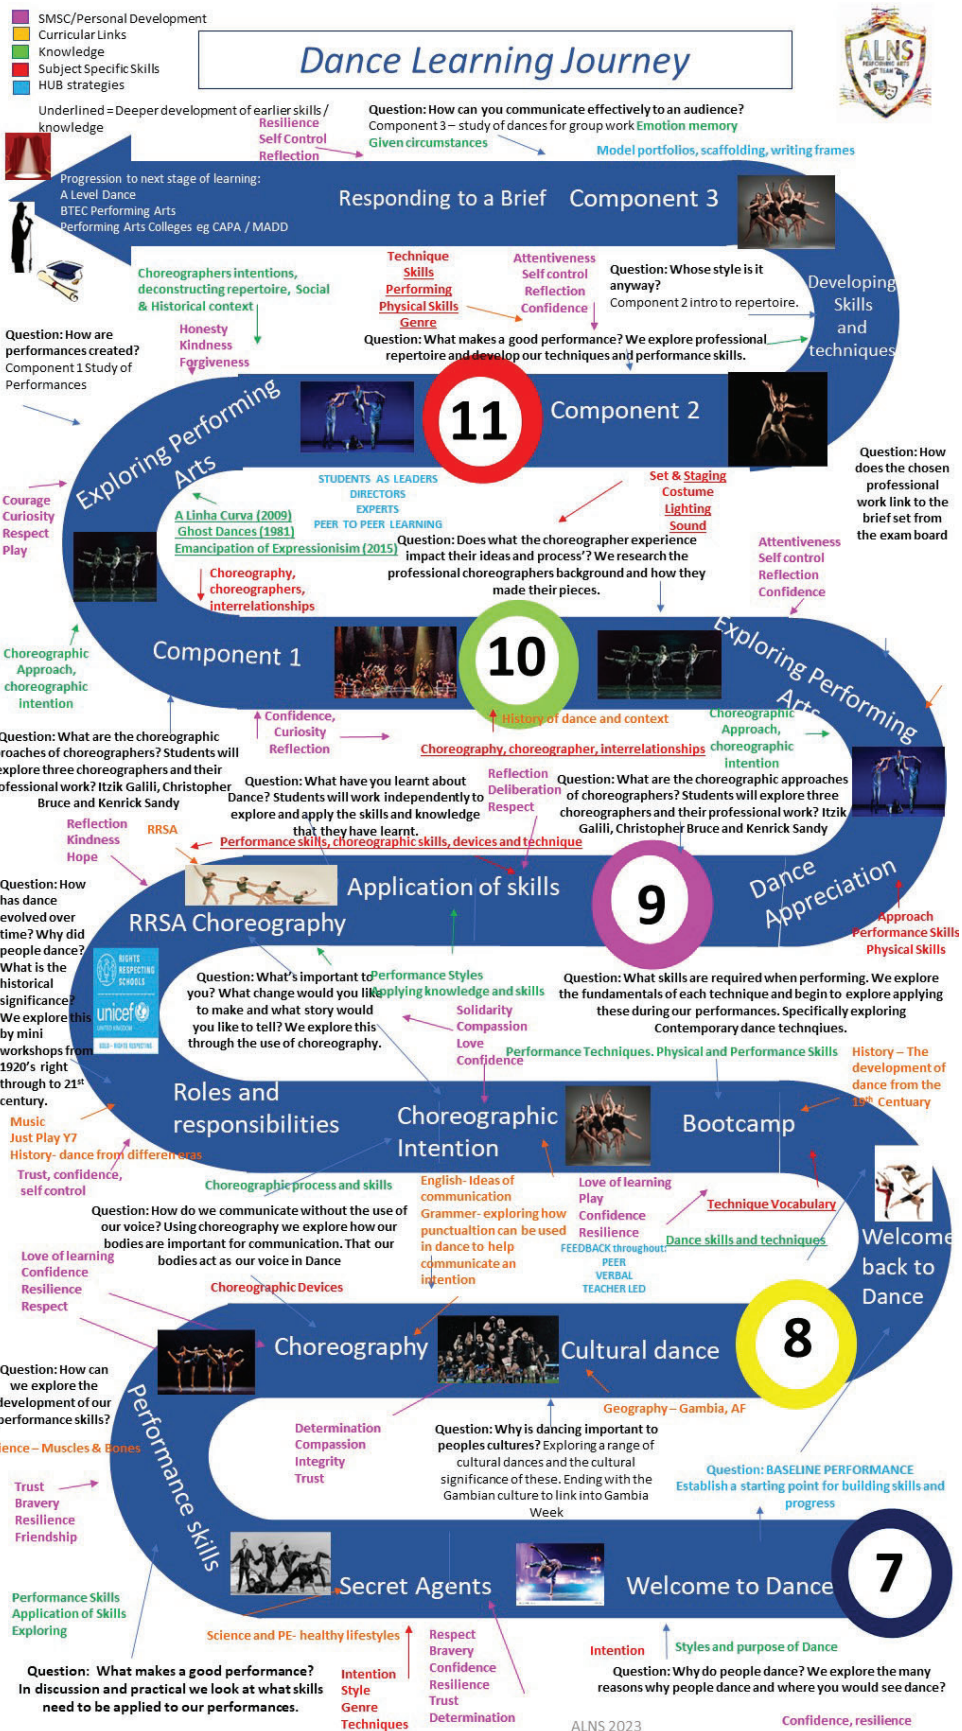 SMSC/Personal Development
Curricular Links
Knowledge
Subject Specific Skills
HUB strategies
Underlined = Deeper development of earlier skills /
knowledge
Dance Learning Journey
ALNS
PERFORMING ARTS
TEAM
Resilience
Self Control
Reflection
Question: How can you communicate effectively to an audience?
Component 3 – study of dances for group work Emotion memory
Given circumstances
Model portfolios, scaffolding, writing frames
Progression to next stage of learning:
A Level Dance
BTEC Performing Arts
Performing Arts Colleges eg CAPA / MADD
Responding to a Brief
Component 3
Developing
Skills
and
techniques
Choreographers intentions,
deconstructing repertoire, Social
& Historical context
Honesty
Kindness
Forgiveness
Technique
Skills
Performing
Physical Skills
Genre
Attentiveness
Self control
Reflection
Confidence
Question: Whose style is it
anyway?
Component 2 intro to repertoire.
Question: What makes a good performance? We explore professional
repertoire and develop our techniques and performance skills.
Question: How are
performances created?
Component 1 Study of
Performances
Exploring Performing
Arts
11
Component 2
STUDENTS AS LEADERS
DIRECTORS
EXPERTS
PEER TO PEER LEARNING
Set & Staging
Costume
Lighting
Sound
Question: How
does the chosen
professional
work link to the
brief set from
the exam board
Courage
Curiosity
Respect
Play
A Linha Curva (2009)
Ghost Dances (1981)
Emancipation of Expressionisim (2015)
Choreography,
choreographers,
interrelationships
Question: Does what the choreographer experience
impact their ideas and process'? We research the
professional choreographers background and how they
made their pieces.
Attentiveness
Self control
Reflection
Confidence
Choreographic
Approach,
choreographic
intention
Component 1
10
Exploring Performing
Arts
Confidence,
Curiosity
Reflection
History of dance and context
Choreography, choreographer, interrelationships
Choreographic
Approach,
choreographic
intention
Question: What are the choreographic
roaches of choreographers? Students will
explore three choreographers and their
ofessional work? Itzik Galili, Christopher
Bruce and Kenrick Sandy
Question: What have you learnt about
Dance? Students will work independently to
explore and apply the skills and knowledge
that they have learnt.
Reflection
Deliberation
Respect
Question: What are the choreographic approaches
of choreographers? Students will explore three
choreographers and their professional work? Itzik
Galili, Christopher Bruce and Kenrick Sandy
Reflection
Kindness
Hope
RRSA
Performance skills, choreographic skills, devices and technique
Application of skills
RRSA Choreography
9
Dance
Appreciation
Approach
Performance Skills
Physical Skills
Question: How
has dance
evolved over
time? Why did
people dance?
What is the
historical
significance?
We explore this
by mini
workshops from
1920's right
through to 21st
century.
RIGHTS
RESPECTING
SCHOOLS
unicef
UNITED KINGDOM
GOLD – RIGHTS RESPECTING
Question: What's important to
you? What change would you like
to make and what story would
you like to tell? We explore this
through the use of choreography.
Performance Styles
Applying knowledge and skills
Solidarity
Compassion
Love
Confidence
Question: What skills are required when performing. We explore
the fundamentals of each technique and begin to explore applying
these during our performances. Specifically exploring
Contemporary dance technqiues.
Performance Techniques. Physical and Performance Skills
History – The
development of
dance from the
19th Centuary
Roles and
responsibilities
Choreographic
Intention
Bootcamp
Music
Just Play Y7
History- dance from different eras
Trust, confidence,
self control
Choreographic process and skills
English- Ideas of
communication
Grammer- exploring how
punctualtion can be used
in dance to help
communicate an
intention
Love of learning
Play
Confidence
Resilience
FEEDBACK throughout:
PEER
VERBAL
TEACHER LED
Technique Vocabulary
Dance skills and techniques
Welcome
back to
Dance
Question: How do we communicate without the use of
our voice? Using choreography we explore how our
bodies are important for communication. That our
bodies act as our voice in Dance
Love of learning
Confidence
Resilience
Respect
Choreographic Devices
Choreography
Cultural dance
8
Question: How can
we explore the
development of our
performance skills?
ience – Muscles & Bones
Performance skills
Geography – Gambia, AF
Determination
Compassion
Integrity
Trust
Question: Why is dancing important to
peoples cultures? Exploring a range of
cultural dances and the cultural
significance of these. Ending with the
Gambian culture to link into Gambia
Week
Question: BASELINE PERFORMANCE
Establish a starting point for building skills and
progress
Trust
Bravery
Resilience
Friendship
Secret Agents
Welcome to Dance
7
Performance Skills
Application of Skills
Exploring
Science and PE- healthy lifestyles
Intention
Style
Genre
Techniques
Respect
Bravery
Confidence
Resilience
Trust
Determination
Intention
Styles and purpose of Dance
Question: What makes a good performance?
In discussion and practical we look at what skills
need to be applied to our performances.
Question: Why do people dance? We explore the many
reasons why people dance and where you would see dance?
ALNS 2023
Confidence, resilience